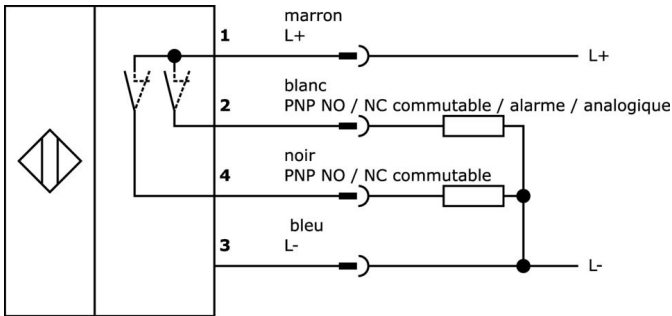 marron
1 L+
L+
blanc
2 PNP NO / NC commutable / alarme / analogique
noir
4 PNP NO / NC commutable
bleu
3 L-
L-